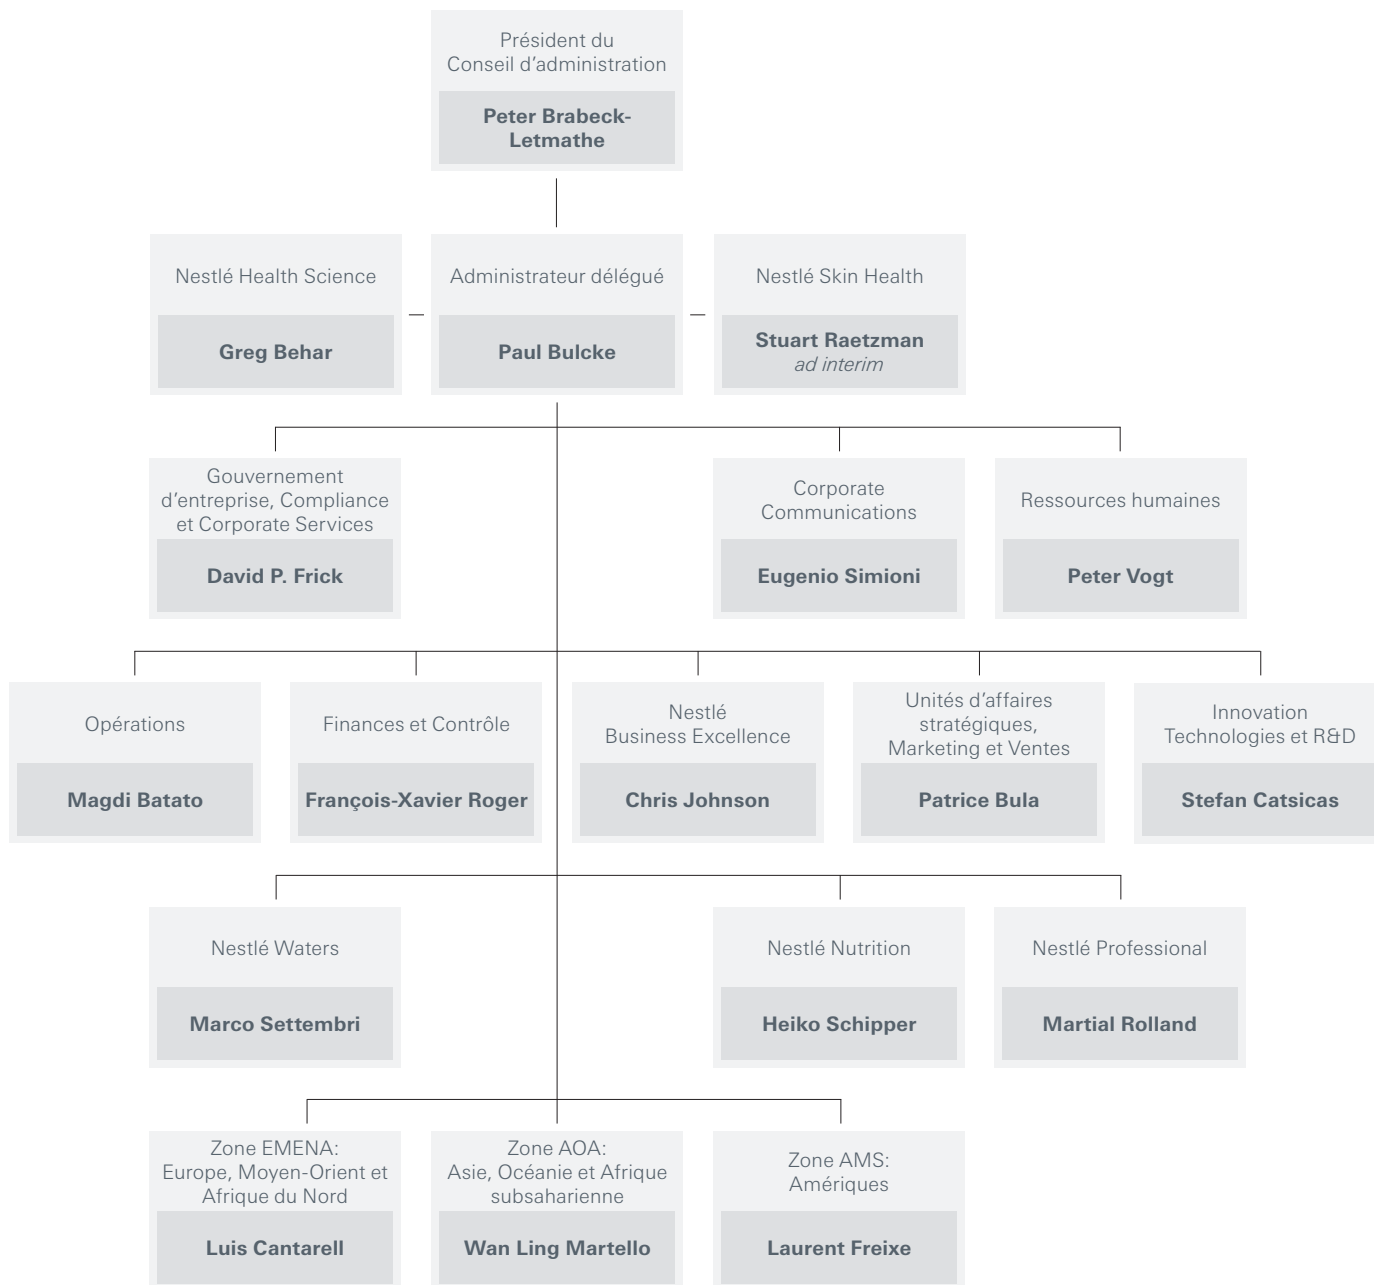 Président du
Conseil d’administration
Peter Brabeck-
Letmathe
Nestlé Health Science
Greg Behar
Administrateur délégué
Paul Bulcke
Nestlé Skin Health
Stuart Raetzman
ad interim
Gouvernement
d’entreprise, Compliance
et Corporate Services
David P. Frick
Corporate
Communications
Eugenio Simioni
Ressources humaines
Peter Vogt
Opérations
Magdi Batato
Finances et Contrôle
François-Xavier Roger
Nestlé
Business Excellence
Chris Johnson
Unités d’affaires
stratégiques,
Marketing et Ventes
Patrice Bula
Innovation
Technologies et R&D
Stefan Catsicas
Nestlé Waters
Marco Settembri
Nestlé Nutrition
Heiko Schipper
Nestlé Professional
Martial Rolland
Zone EMENA:
Europe, Moyen-Orient et
Afrique du Nord
Luis Cantarell
Zone AOA:
Asie, Océanie et Afrique
subsaharienne
Wan Ling Martello
Zone AMS:
Amériques
Laurent Freixe